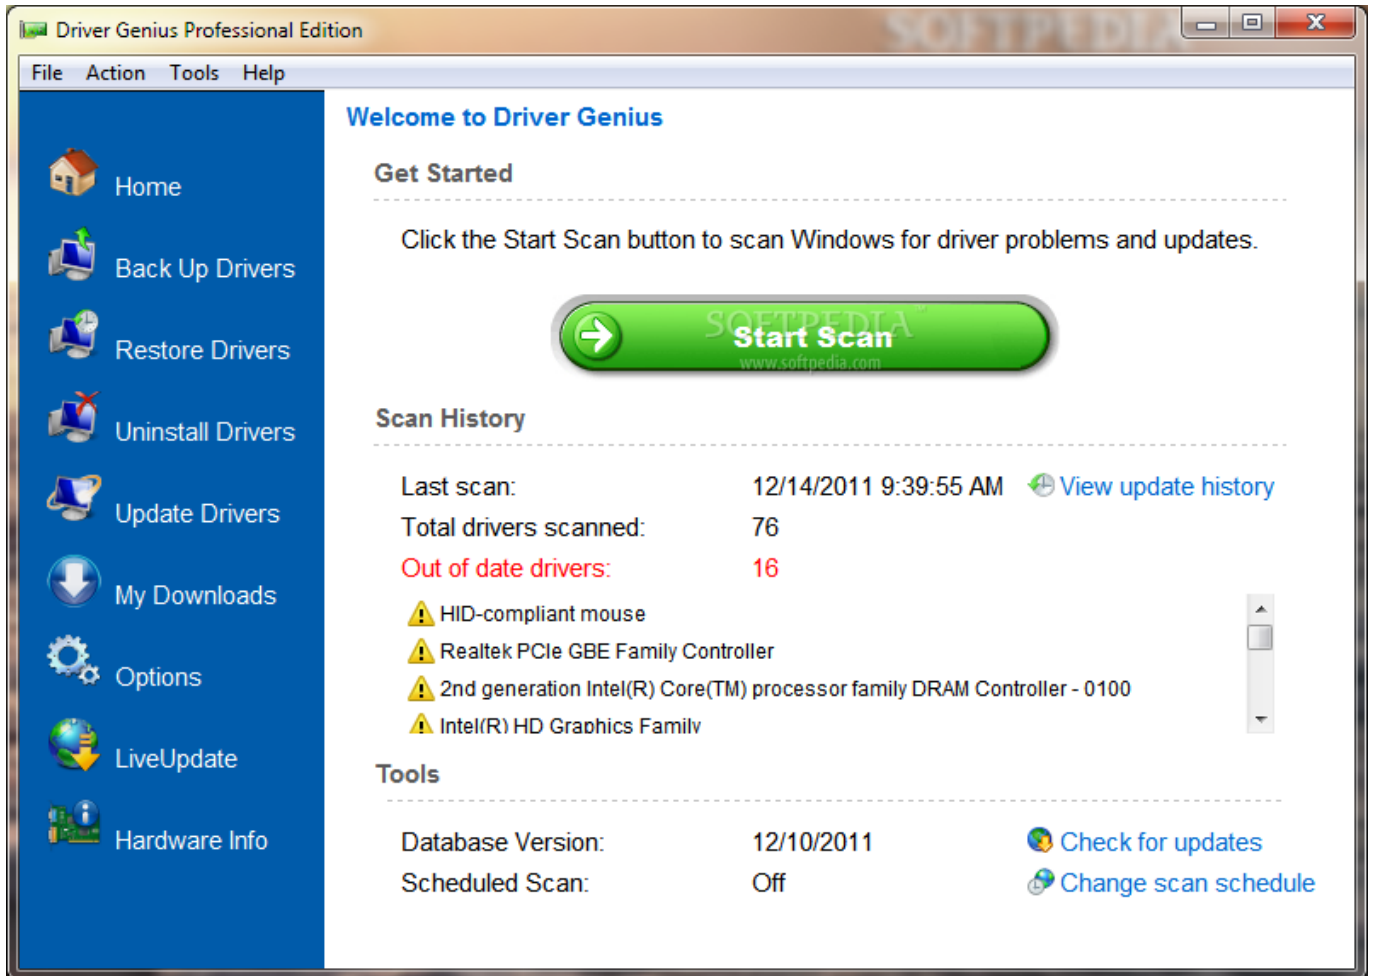 Driver Genius Professional Edition
SOFTPEDIA
File Action Tools Help
Welcome to Driver Genius
Home
Back Up Drivers
Restore Drivers
Uninstall Drivers
Update Drivers
My Downloads
Options
LiveUpdate
Hardware Info
Get Started
Click the Start Scan button to scan Windows for driver problems and updates.
SOFTPEDIA™
Start Scan
www.softpedia.com
Scan History
Last scan: 12/14/2011 9:39:55 AM View update history
Total drivers scanned: 76
Out of date drivers: 16
HID-compliant mouse
Realtek PCIe GBE Family Controller
2nd generation Intel(R) Core(TM) processor family DRAM Controller - 0100
Intel(R) HD Graphics Family
Tools
Database Version: 12/10/2011 Check for updates
Scheduled Scan: Off Change scan schedule